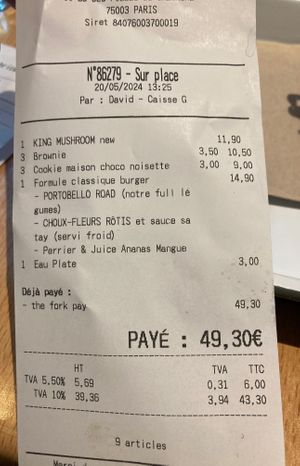 75003 PARIS
Siret 84076003700019
N°86279 - Sur place
20/05/2024 13:25
Par : David - Caisse G
1 KING MUSHROOM new 11,90
3 Brownie 3,50 10,50
3 Cookie maison choco noisette 3,00 9,00
1 Formule classique burger 14,90
- PORTOBELLO ROAD (notre full lé
gumes)
- CHOUX-FLEURS RÔTIS et sauce sa
tay (servi froid)
- Perrier & Juice Ananas Mangue
1 Eau Plate 3,00
Déjà payé :
- the fork pay 49,30
PAYÉ : 49,30€
HT TVA TTC
TVA 5.50% 5,69 0,31 6,00
TVA 10% 39,36 3,94 43,30
9 articles